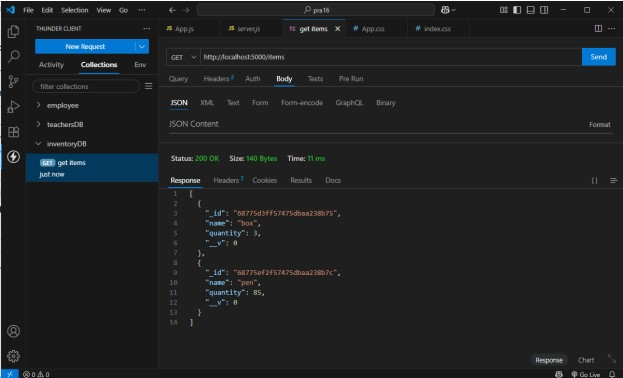 File Edit Selection View Go ...
pra16
THUNDER CLIENT ...
New Request
Activity Collections Env
filter collections
employee
teachersDB
inventoryDB
GET get items
just now
JS App.js
JS server.js
TC get items
# App.css
# index.css
GET http://localhost:5000/items Send
Query Headers 2 Auth Body Tests Pre Run
JSON XML Text Form Form-encode GraphQL Binary
JSON Content Format
Status: 200 OK Size: 140 Bytes Time: 11 ms
Response Headers 7 Cookies Results Docs {}
1 [
2 {
3 "_id": "68775d3ff57475dbaa238b75",
4 "name": "box",
5 "quantity": 3,
6 "__v": 0
7 },
8 {
9 "_id": "68775ef2f57475dbaa238b7c",
10 "name": "pen",
11 "quantity": 85,
12 "__v": 0
13 }
14 ]
Response Chart
0 0
Go Live